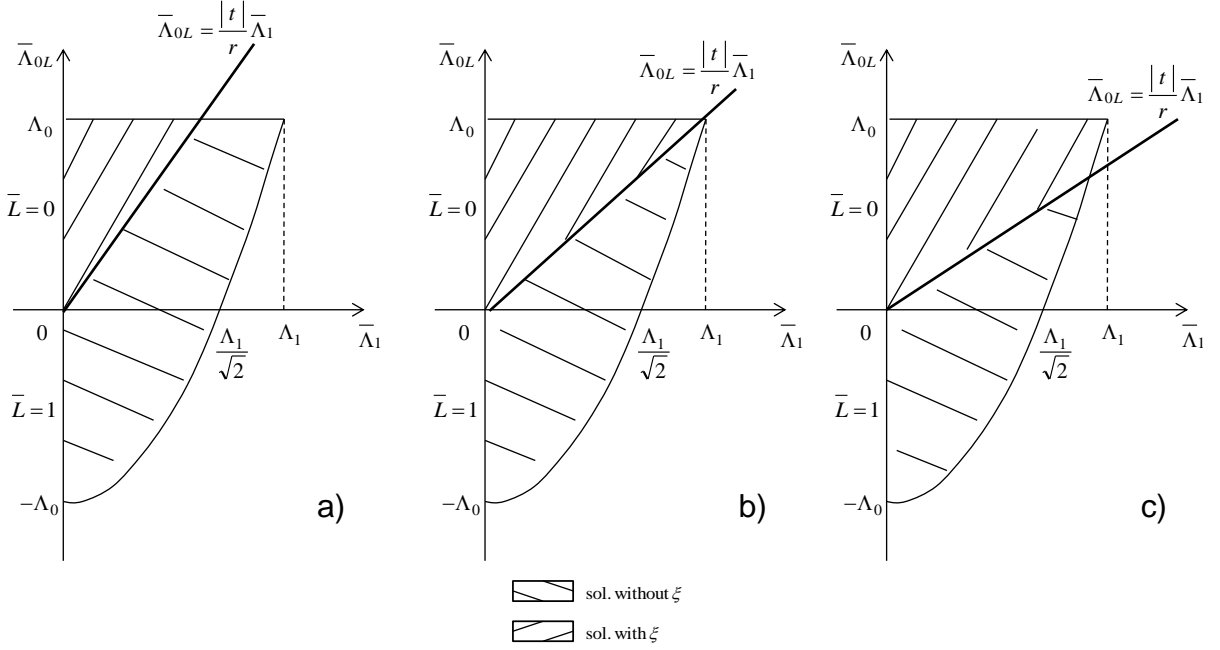 Λ̅₀L = |t|/r Λ̅₁
Λ̅₀L
Λ₀
L̅=0
0
Λ₁/√2
Λ₁
Λ̅₁
L̅=1
−Λ₀
a)
Λ̅₀L = |t|/r Λ̅₁
Λ̅₀L
Λ₀
L̅=0
0
Λ₁/√2
Λ₁
Λ̅₁
L̅=1
−Λ₀
b)
Λ̅₀L = |t|/r Λ̅₁
Λ̅₀L
Λ₀
L̅=0
0
Λ₁/√2
Λ₁
Λ̅₁
L̅=1
−Λ₀
c)
sol. without ξ
sol. with ξ